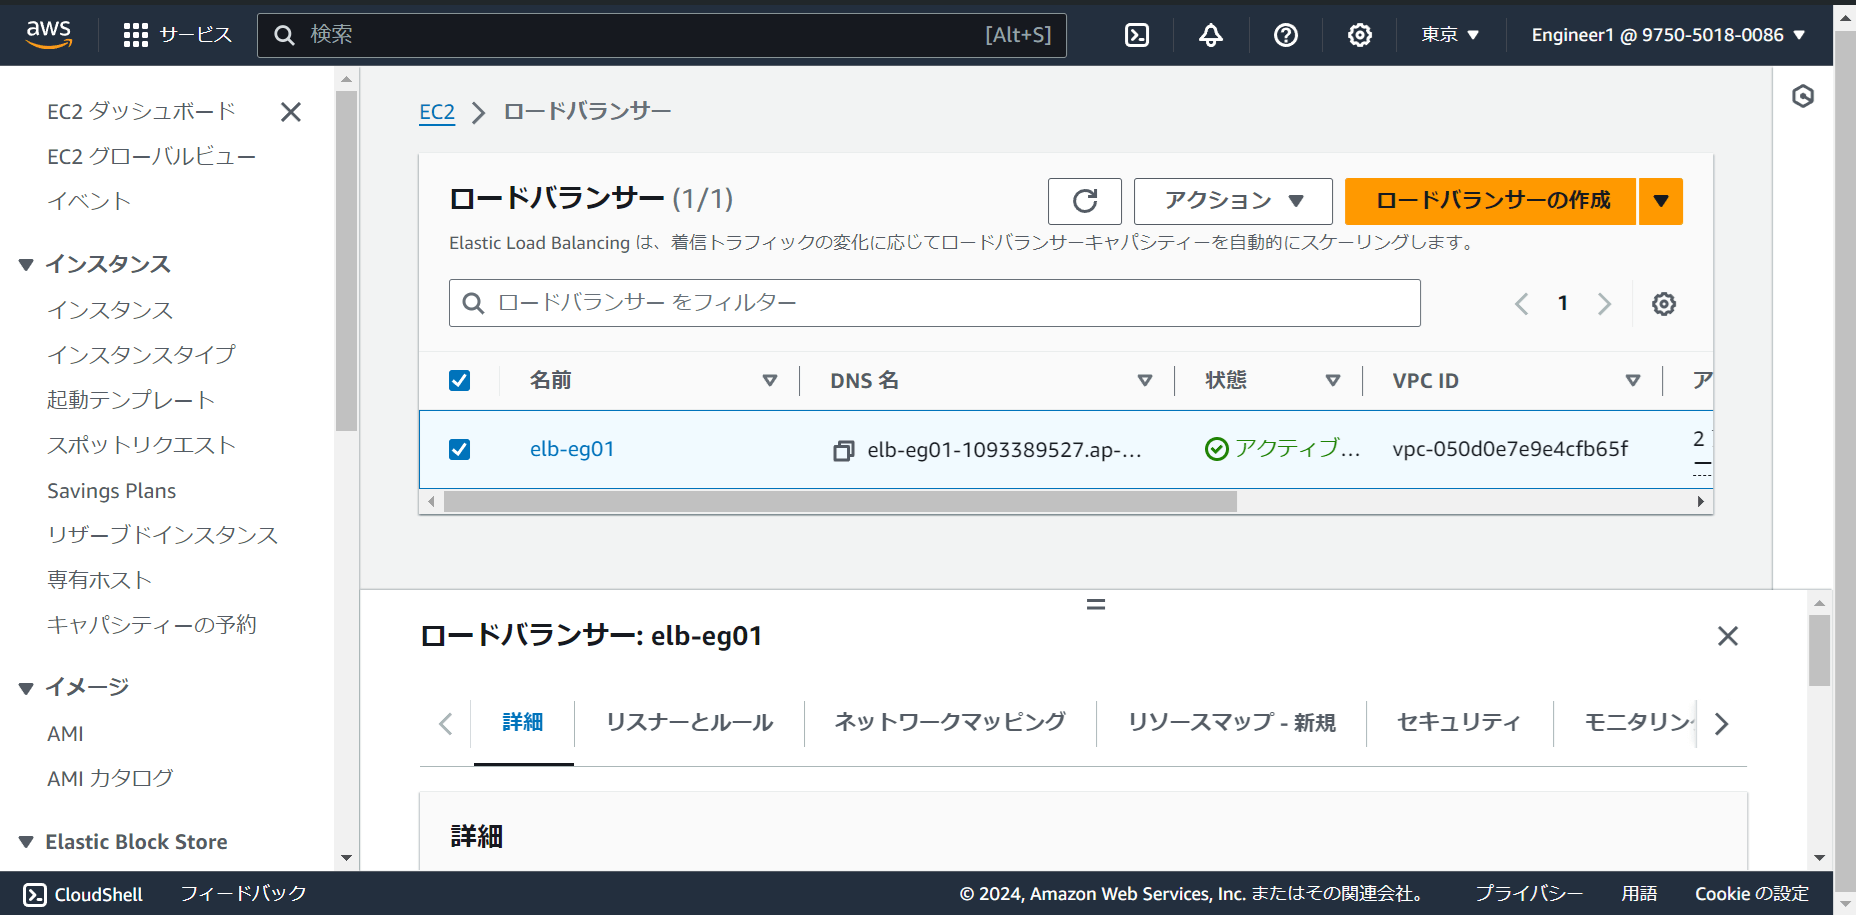 aws
サービス
検索
[Alt+S]
東京 ▼
Engineer1 @ 9750-5018-0086 ▼
EC2 ダッシュボード
EC2 グローバルビュー
イベント
▼ インスタンス
インスタンス
インスタンスタイプ
起動テンプレート
スポットリクエスト
Savings Plans
リザーブドインスタンス
専有ホスト
キャパシティーの予約
▼ イメージ
AMI
AMI カタログ
▼ Elastic Block Store
EC2 > ロードバランサー
ロードバランサー (1/1)
アクション ▼
ロードバランサーの作成
Elastic Load Balancing は、着信トラフィックの変化に応じてロードバランサーキャパシティーを自動的にスケーリングします。
ロードバランサー をフィルター
1
名前
DNS 名
状態
VPC ID
ア
elb-eg01
elb-eg01-1093389527.ap-...
アクティブ...
vpc-050d0e7e9e4cfb65f
2
ロードバランサー: elb-eg01
詳細
リスナーとルール
ネットワークマッピング
リソースマップ - 新規
セキュリティ
モニタリン
詳細
CloudShell
フィードバック
© 2024, Amazon Web Services, Inc. またはその関連会社。
プライバシー
用語
Cookie の設定